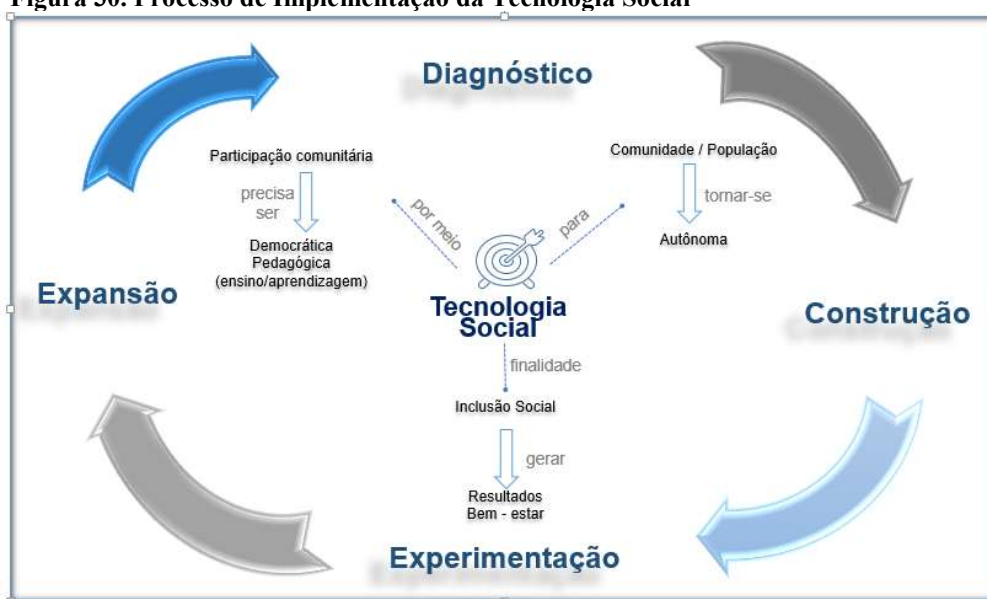 Figura 30. Processo de Implementação da Tecnologia Social
Diagnóstico
Participação comunitária
precisa
ser
Democrática
Pedagógica
(ensino/aprendizagem)
por meio
para
Comunidade / População
tornar-se
Autônoma
Expansão
Tecnologia
Social
Construção
finalidade
Inclusão Social
gerar
Resultados
Bem - estar
Experimentação